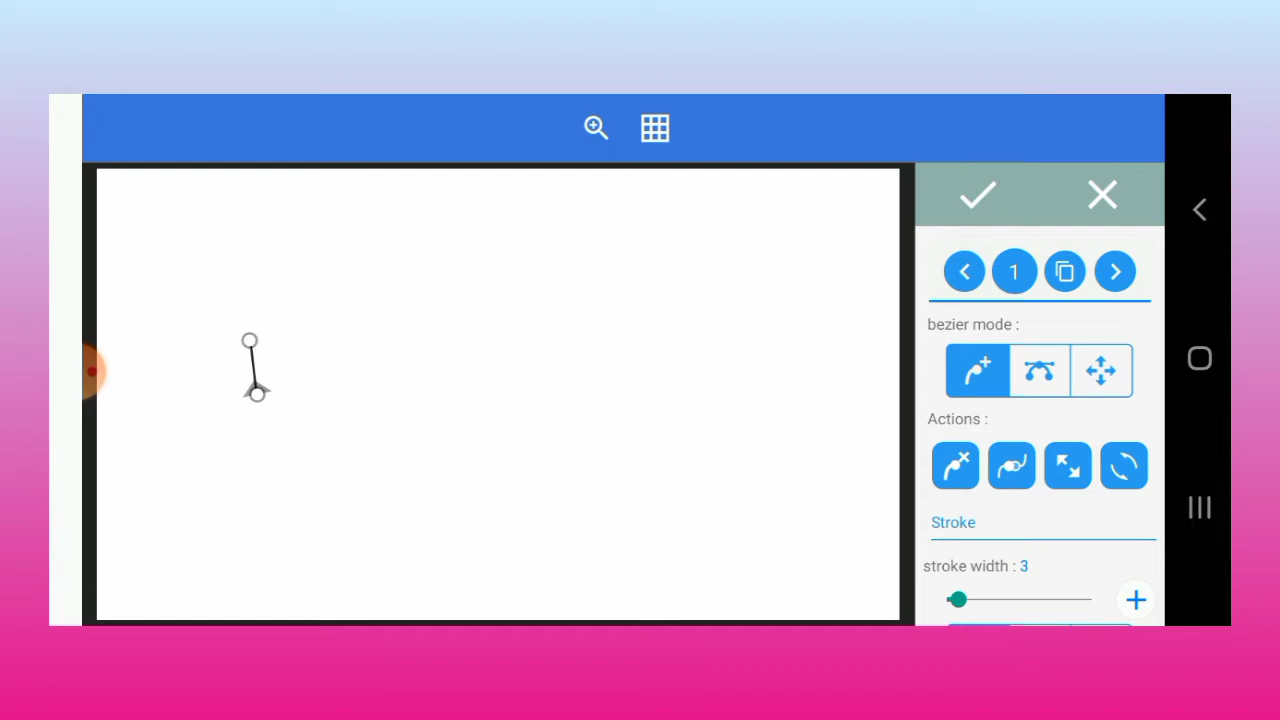 1
bezier mode :
Actions :
Stroke
stroke width : 3